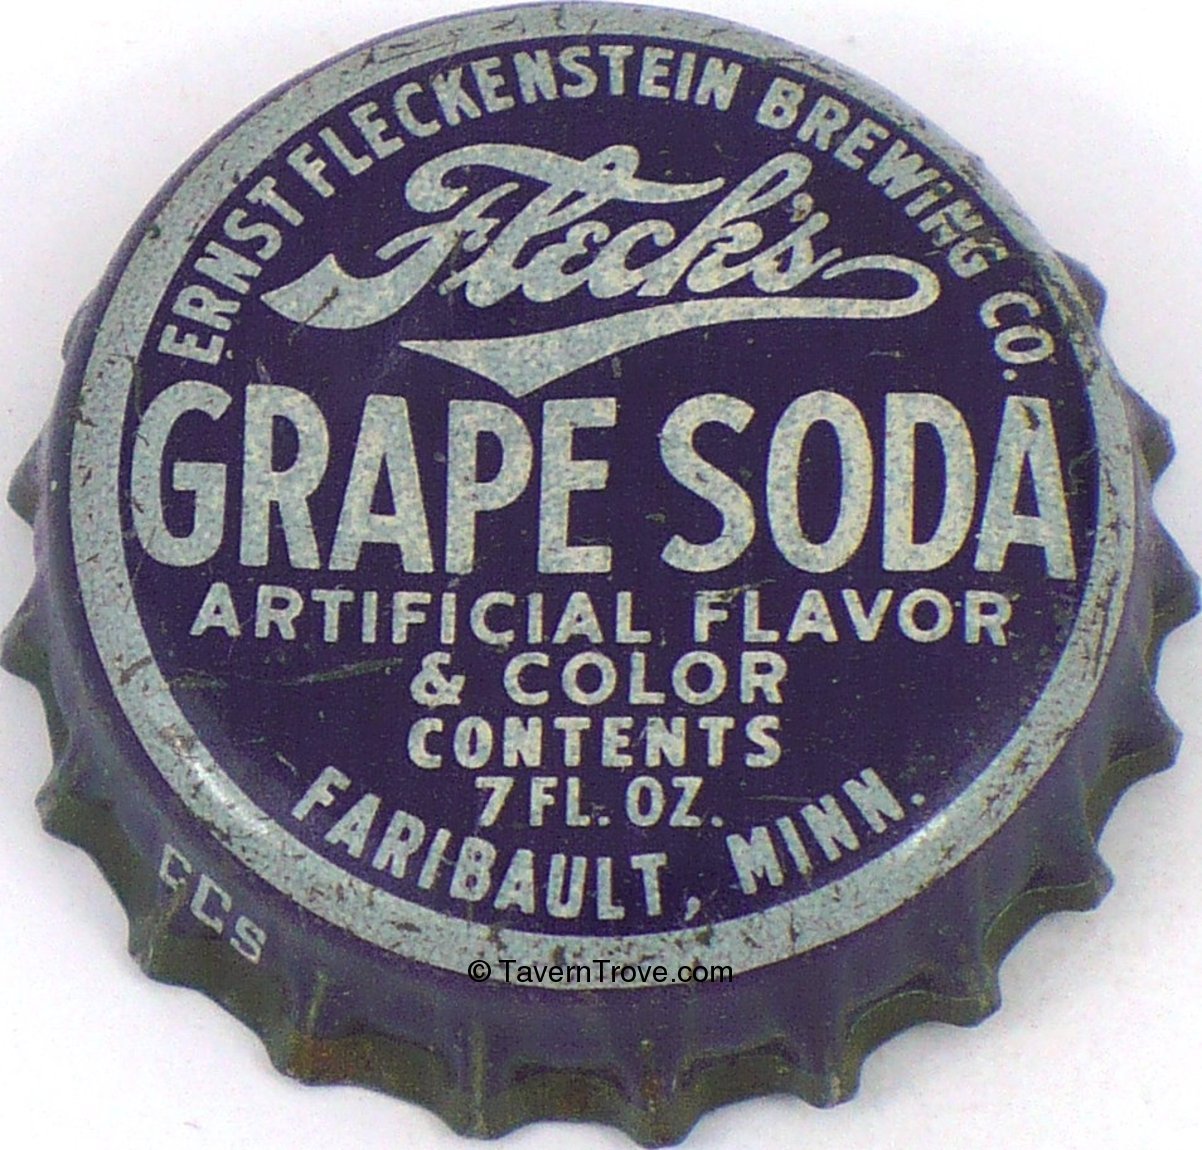 ERNST FLECKENSTEIN BREWING CO.
Fleck's
GRAPE SODA
ARTIFICIAL FLAVOR
& COLOR
CONTENTS
7 FL. OZ.
FARIBAULT, MINN.
CCS
© TavernTrove.com